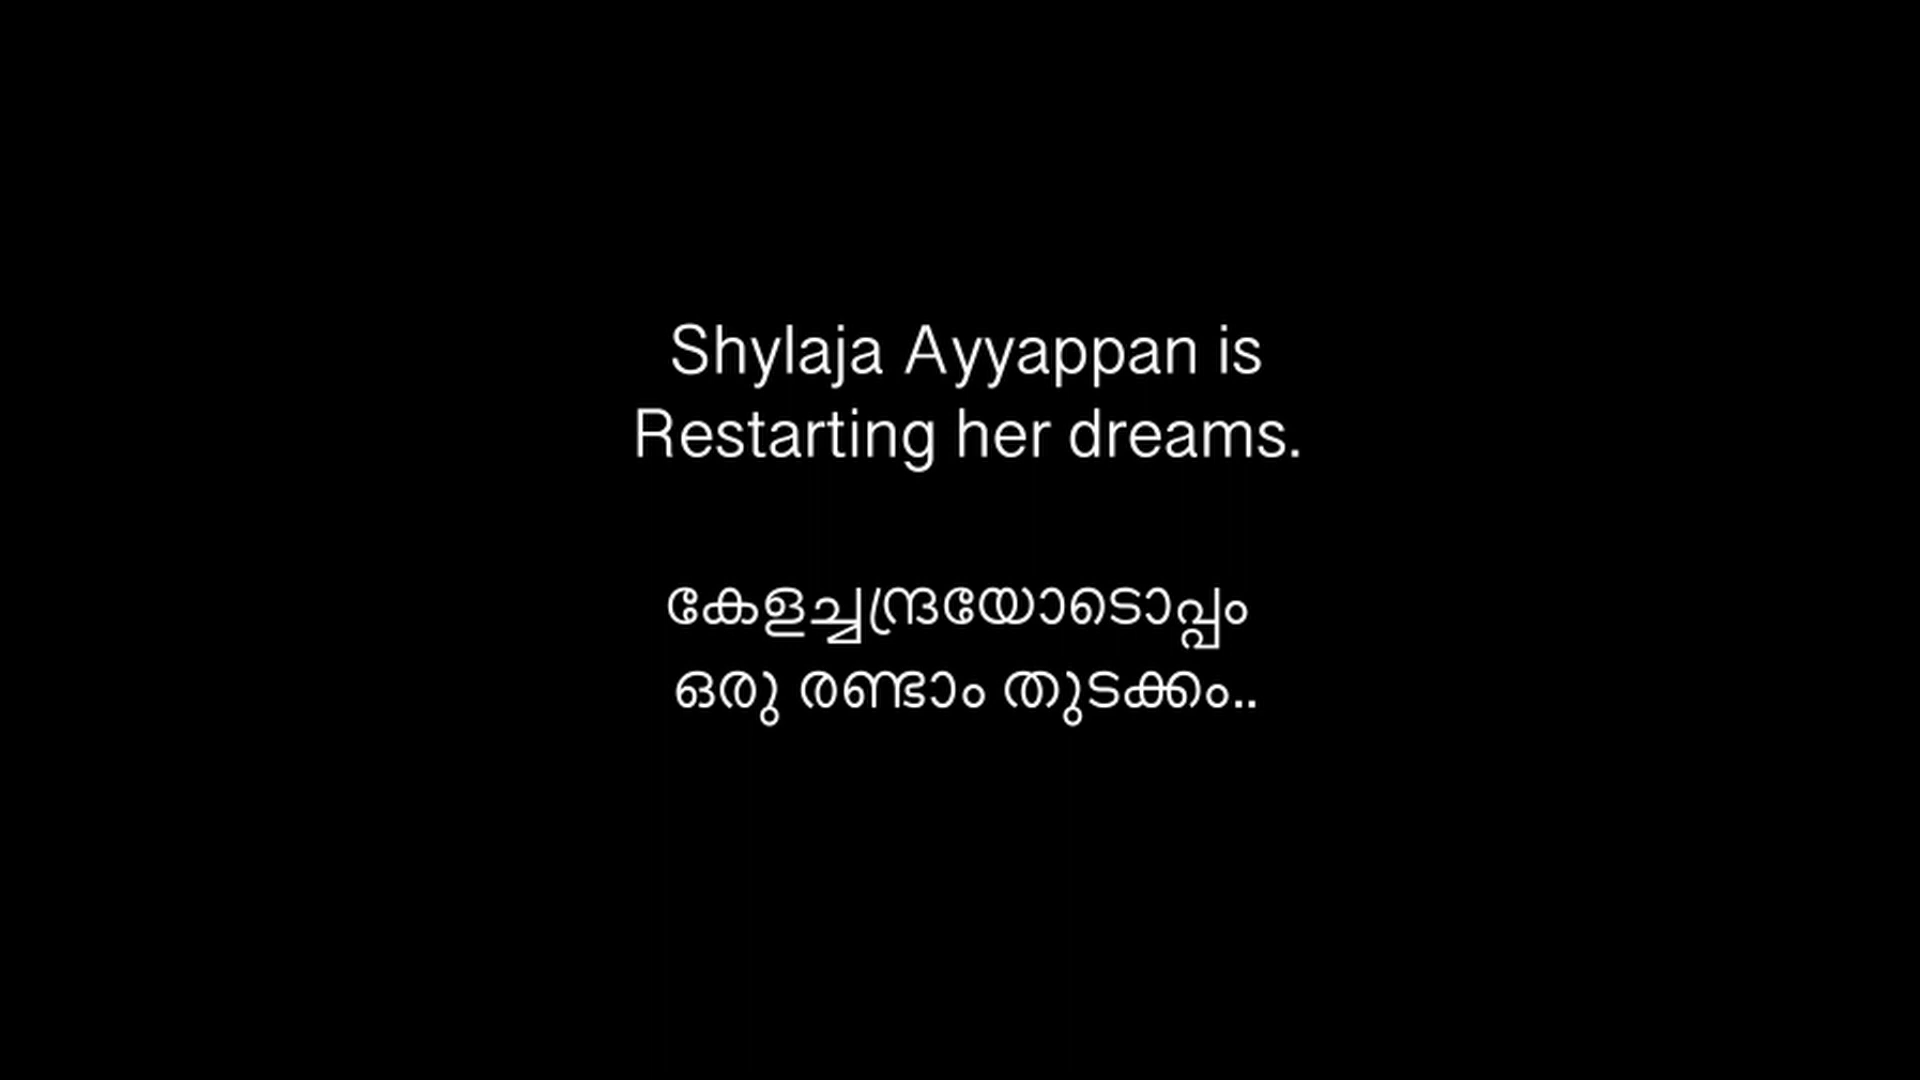 Shylaja Ayyappan is
Restarting her dreams.
കേളച്ചന്ദ്രയോടൊപ്പം
ഒരു രണ്ടാം തുടക്കം..